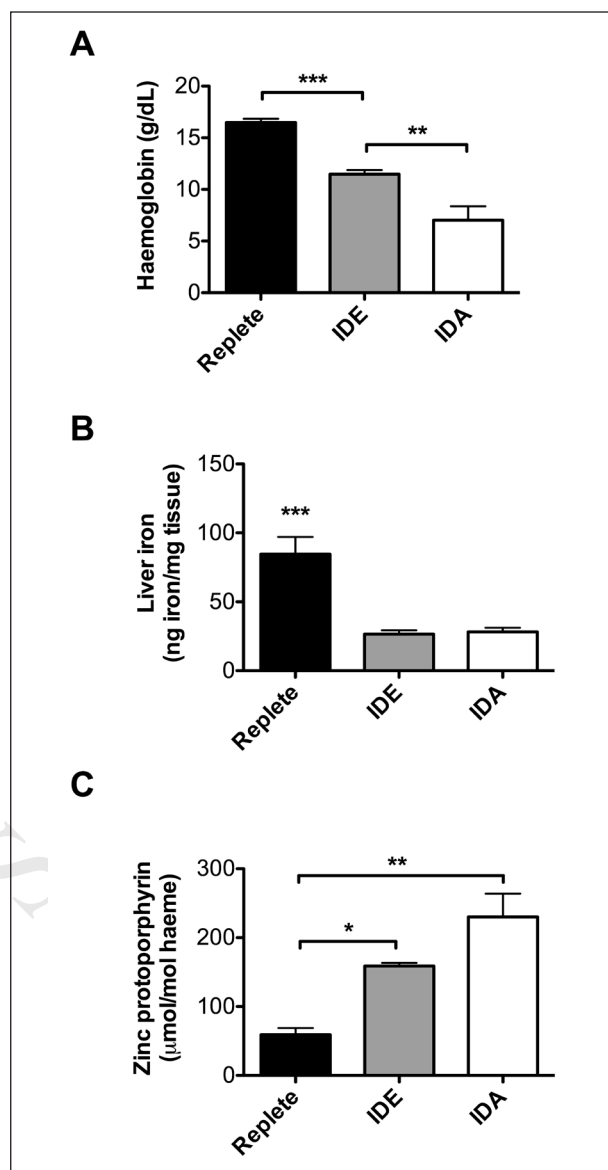 A
Haemoglobin (g/dL)
20
15
10
5
0
***
**
Replete
IDE
IDA
B
Liver iron
(ng iron/mg tissue)
150
100
50
0
***
Replete
IDE
IDA
C
Zinc protoporphyrin
(μmol/mol haeme)
300
200
100
0
**
*
Replete
IDE
IDA